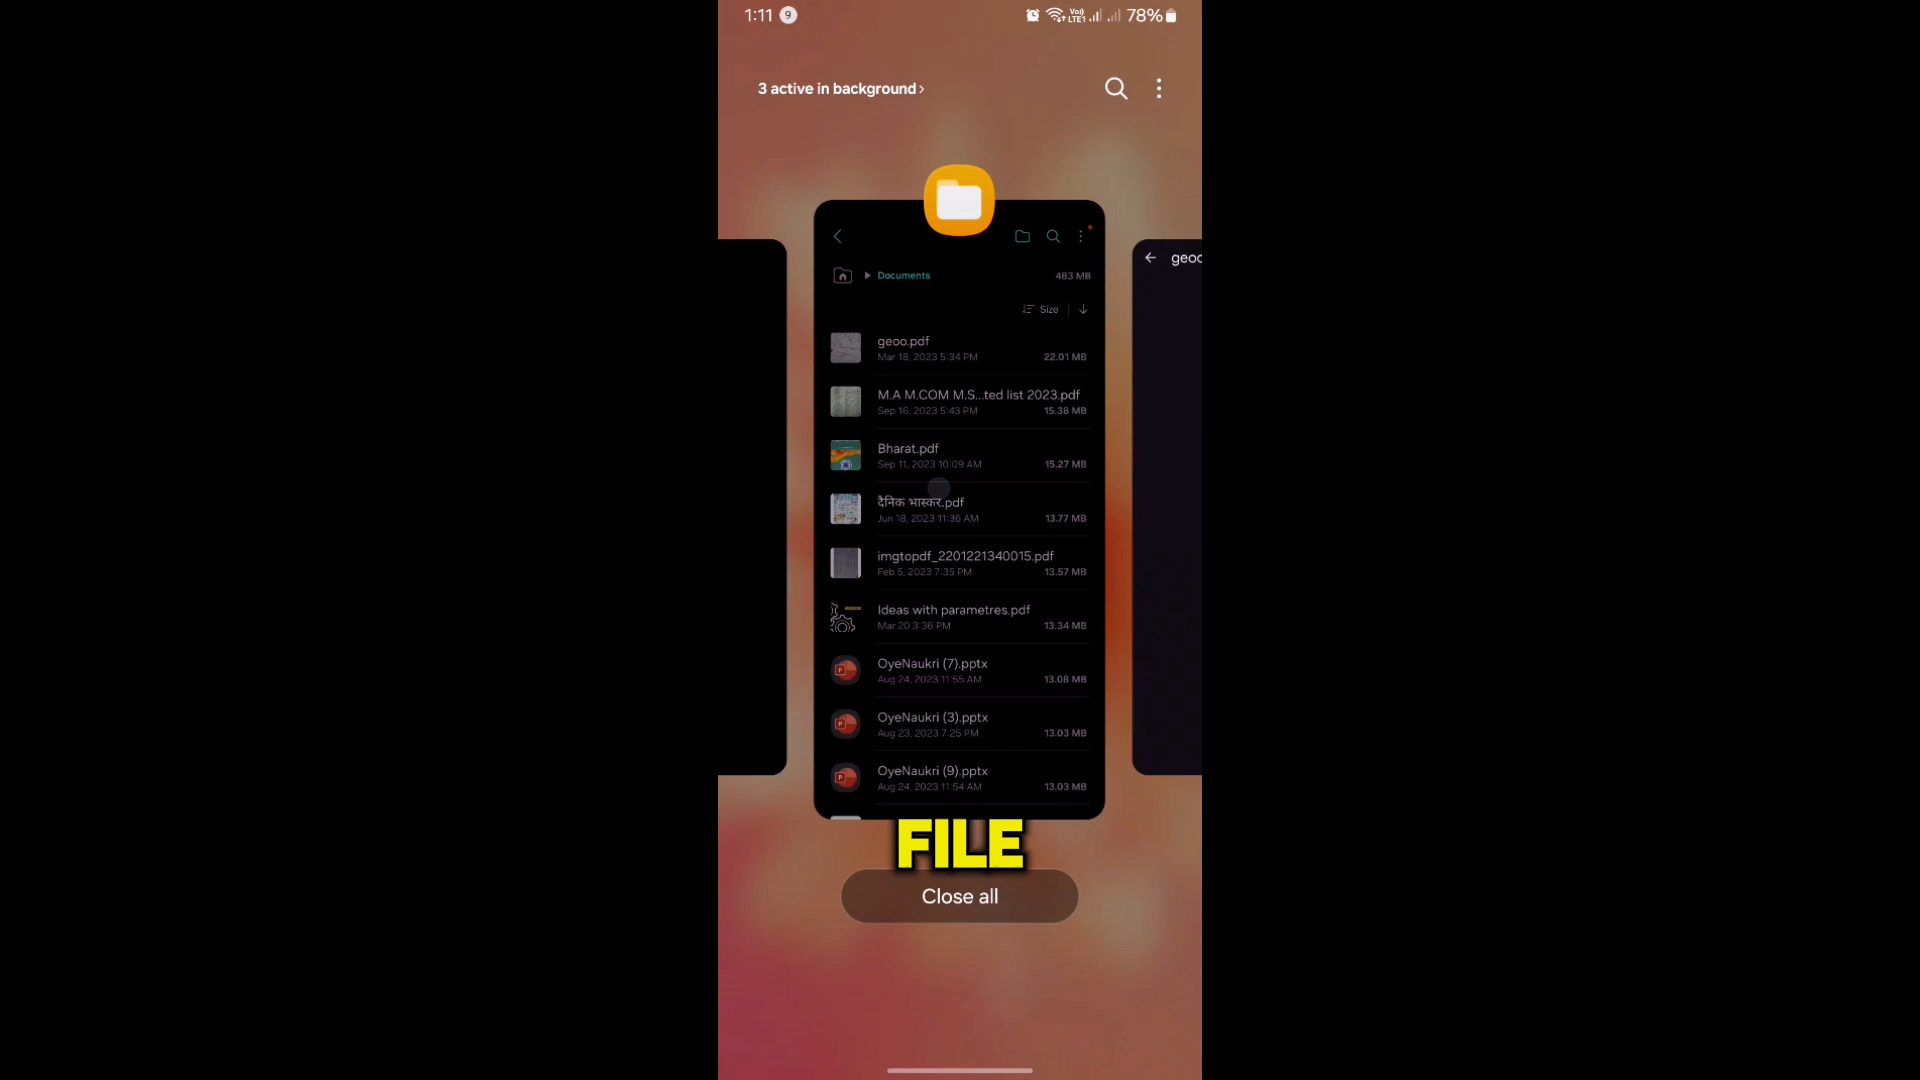 1:11 9 Vo) LTE1 78%
3 active in background ›
geoo
Documents 483 MB
Size
geoo.pdf
Mar 18, 2023 5:34 PM 22.01 MB
M.A M.COM M.S...ted list 2023.pdf
Sep 16, 2023 5:43 PM 15.38 MB
Bharat.pdf
Sep 11, 2023 10:09 AM 15.27 MB
दैनिक भास्कर.pdf
Jun 18, 2023 11:36 AM 13.77 MB
imgtopdf_2201221340015.pdf
Feb 5, 2023 7:35 PM 13.57 MB
Ideas with parametres.pdf
Mar 20 3:36 PM 13.34 MB
OyeNaukri (7).pptx
Aug 24, 2023 11:55 AM 13.08 MB
OyeNaukri (3).pptx
Aug 23, 2023 7:25 PM 13.03 MB
OyeNaukri (9).pptx
Aug 24, 2023 11:54 AM 13.03 MB
FILE
Close all